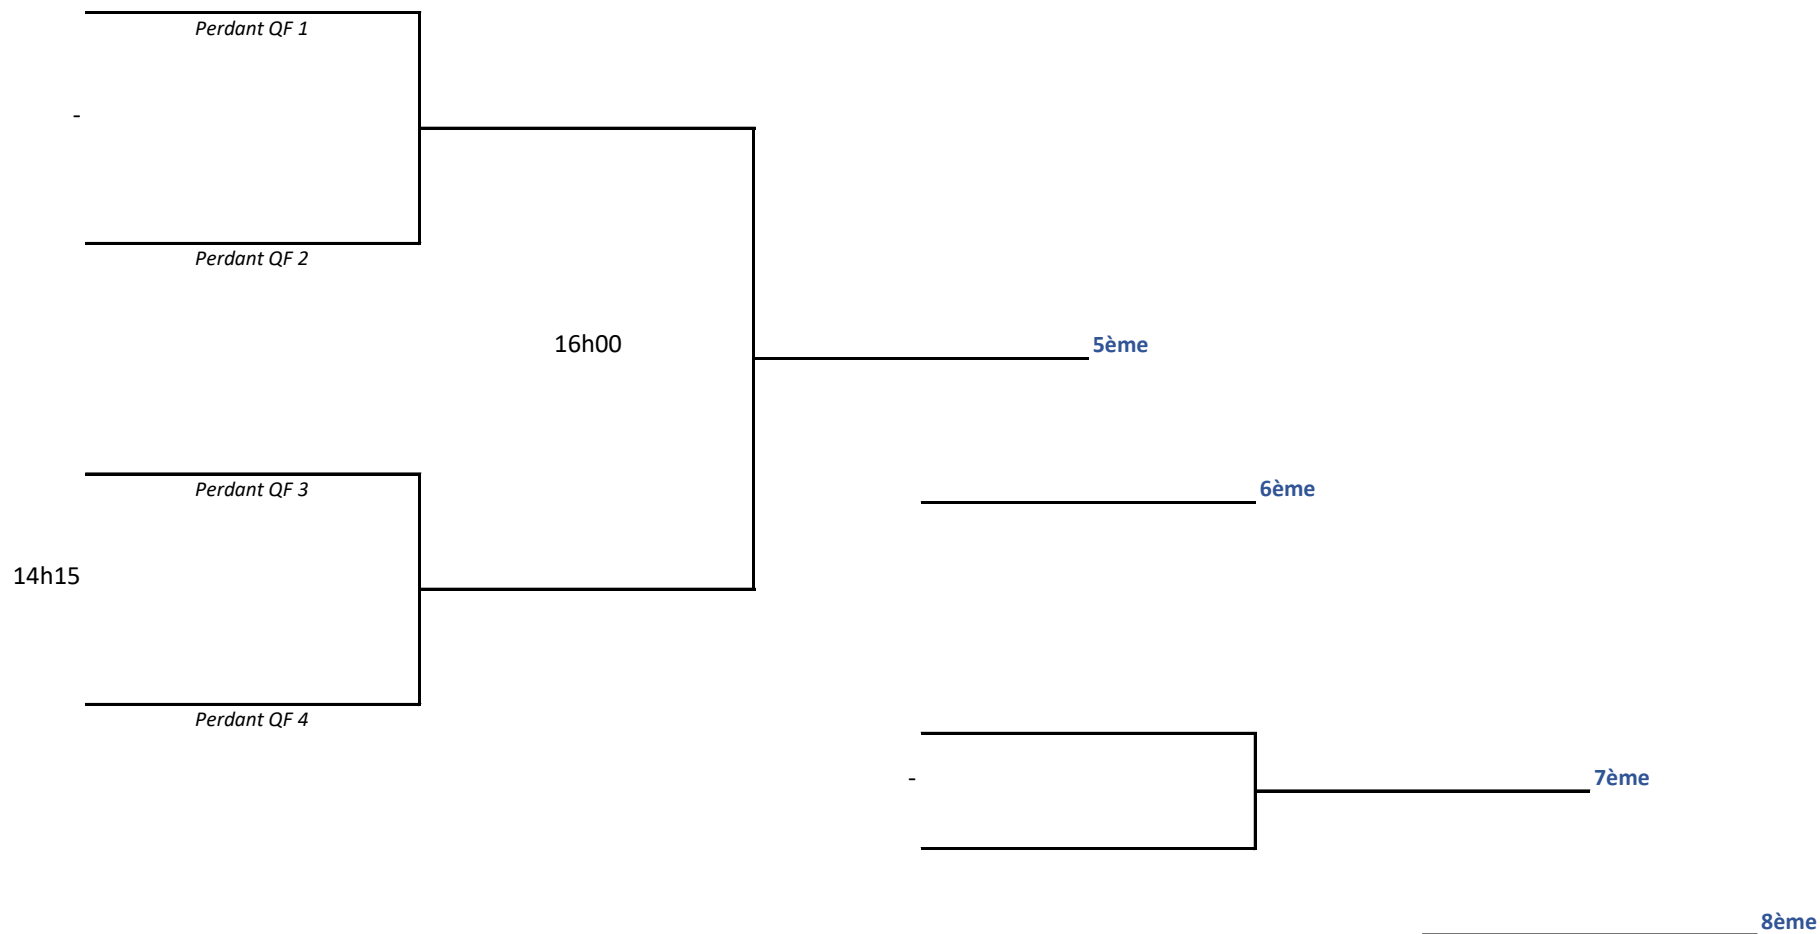 Perdant QF 1
-
Perdant QF 2
16h00
5ème
Perdant QF 3
6ème
14h15
Perdant QF 4
-
7ème
8ème